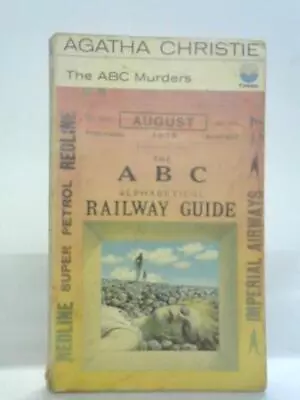 AGATHA CHRISTIE
The ABC Murders
AUGUST
THE
ABC
ALPHABETICAL
RAILWAY GUIDE
REDLINE SUPER PETROL REDLINE
IMPERIAL AIRWAYS